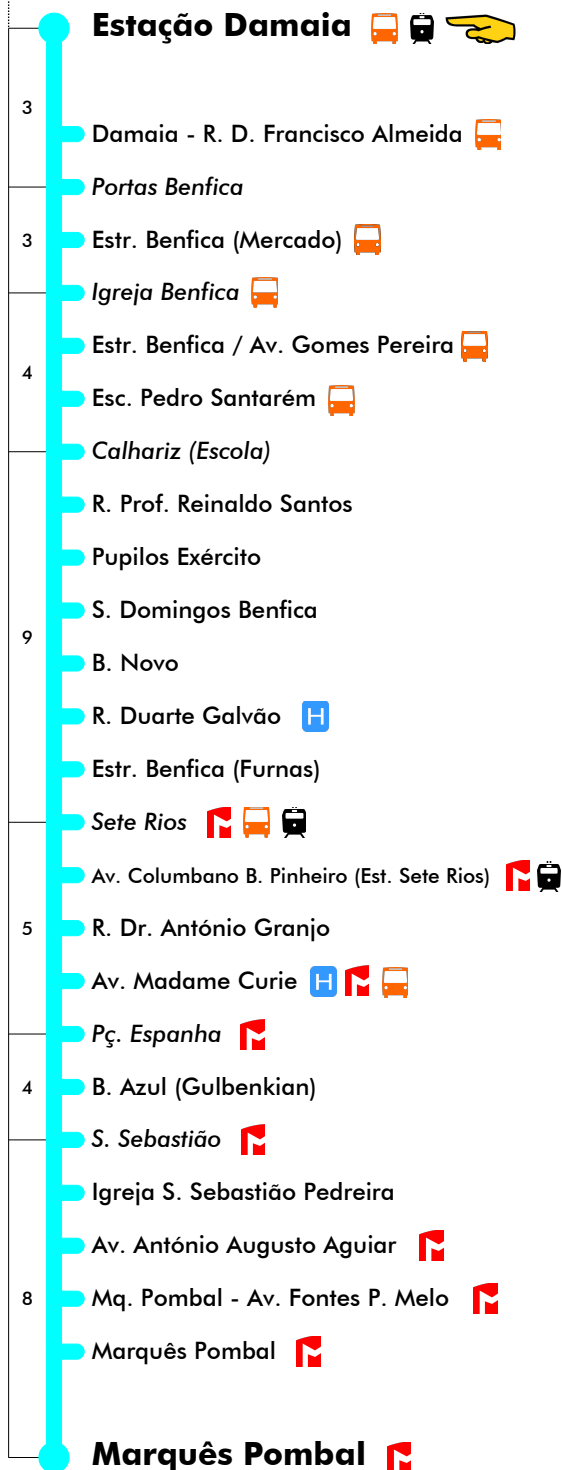 Estação Damaia
3
Damaia - R. D. Francisco Almeida
Portas Benfica
3
Estr. Benfica (Mercado)
Igreja Benfica
Estr. Benfica / Av. Gomes Pereira
4
Esc. Pedro Santarém
Calhariz (Escola)
R. Prof. Reinaldo Santos
Pupilos Exército
S. Domingos Benfica
9
B. Novo
R. Duarte Galvão H
Estr. Benfica (Furnas)
Sete Rios
Av. Columbano B. Pinheiro (Est. Sete Rios)
5
R. Dr. António Granjo
Av. Madame Curie H
Pç. Espanha
4
B. Azul (Gulbenkian)
S. Sebastião
Igreja S. Sebastião Pedreira
Av. António Augusto Aguiar
8
Mq. Pombal - Av. Fontes P. Melo
Marquês Pombal
Marquês Pombal